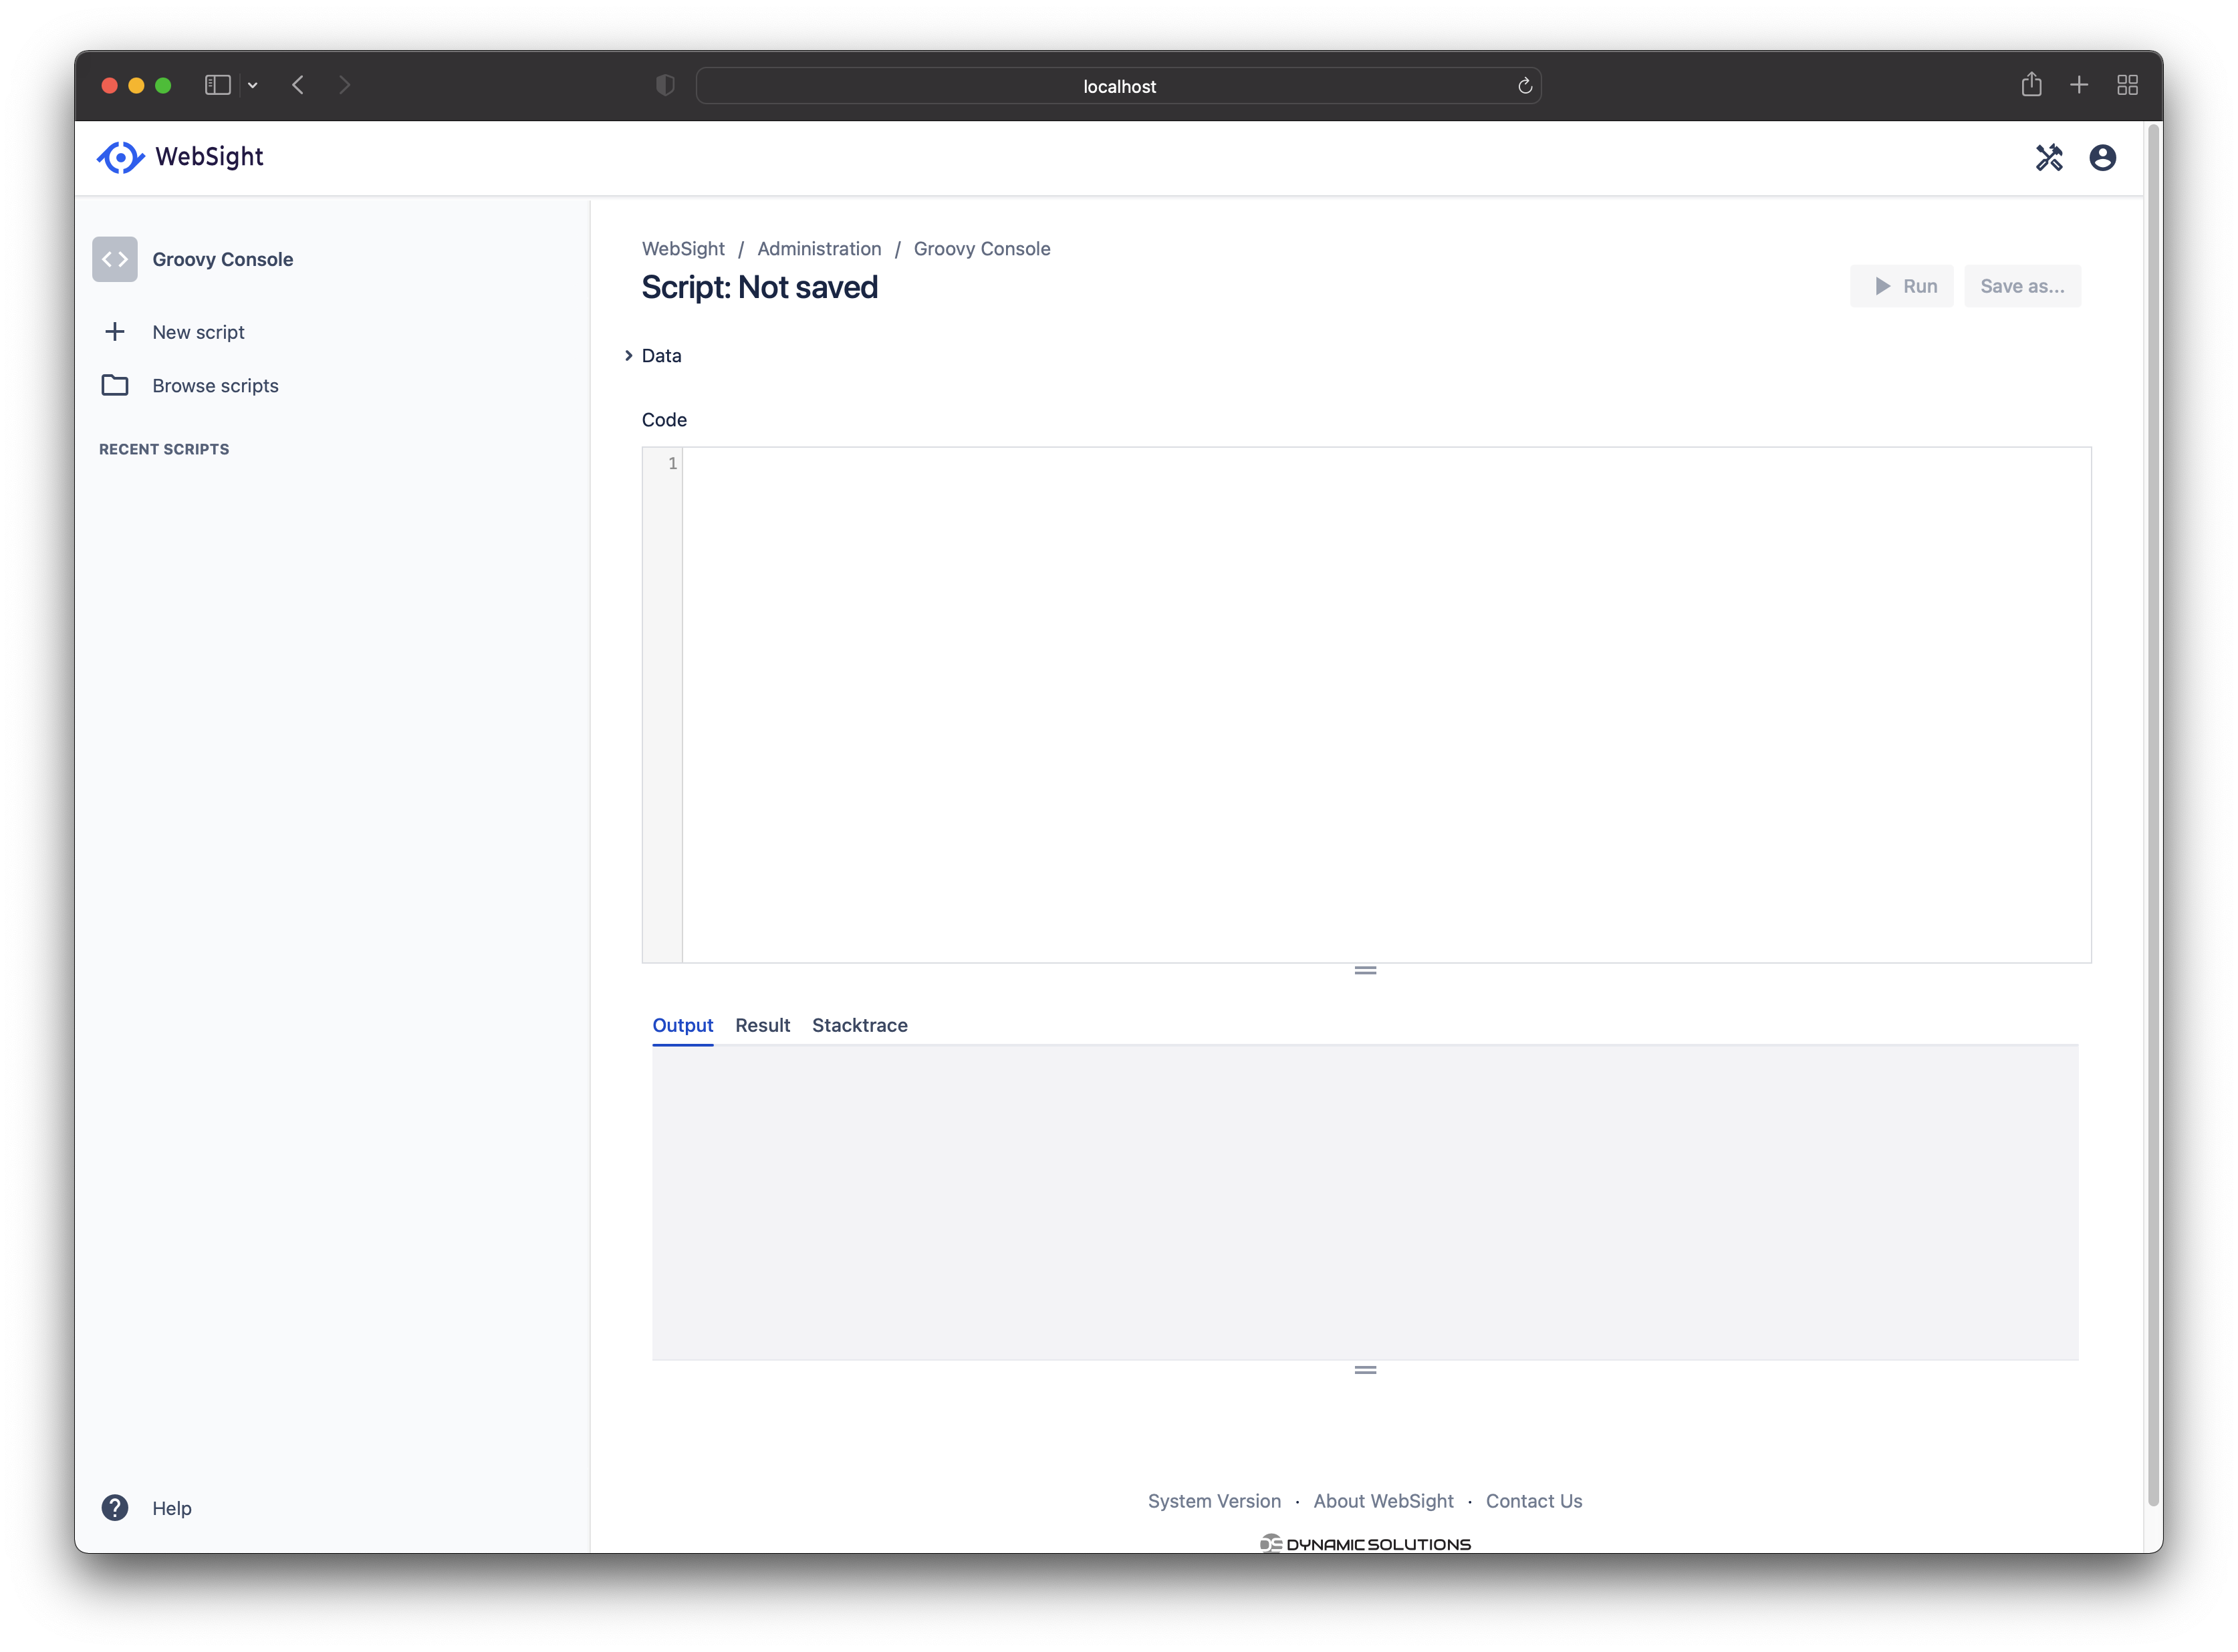 localhost
WebSight
Groovy Console
New script
Browse scripts
RECENT SCRIPTS
Help
WebSight / Administration / Groovy Console
Script: Not saved
Run Save as...
Data
Code
1
Output Result Stacktrace
System Version · About WebSight · Contact Us
DS DYNAMIC SOLUTIONS